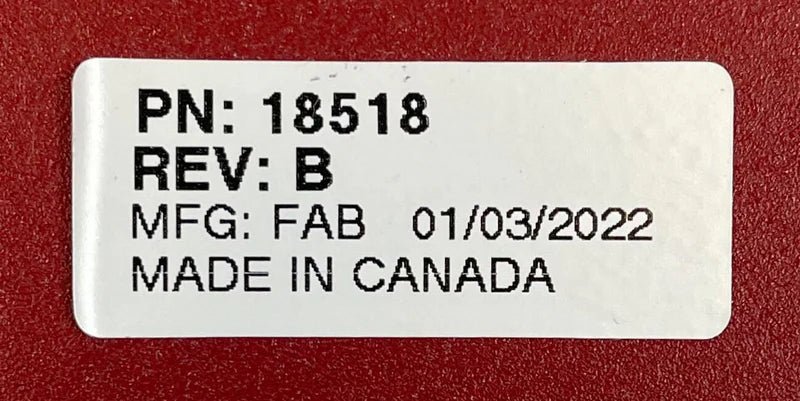 PN: 18518
REV: B
MFG: FAB 01/03/2022
MADE IN CANADA